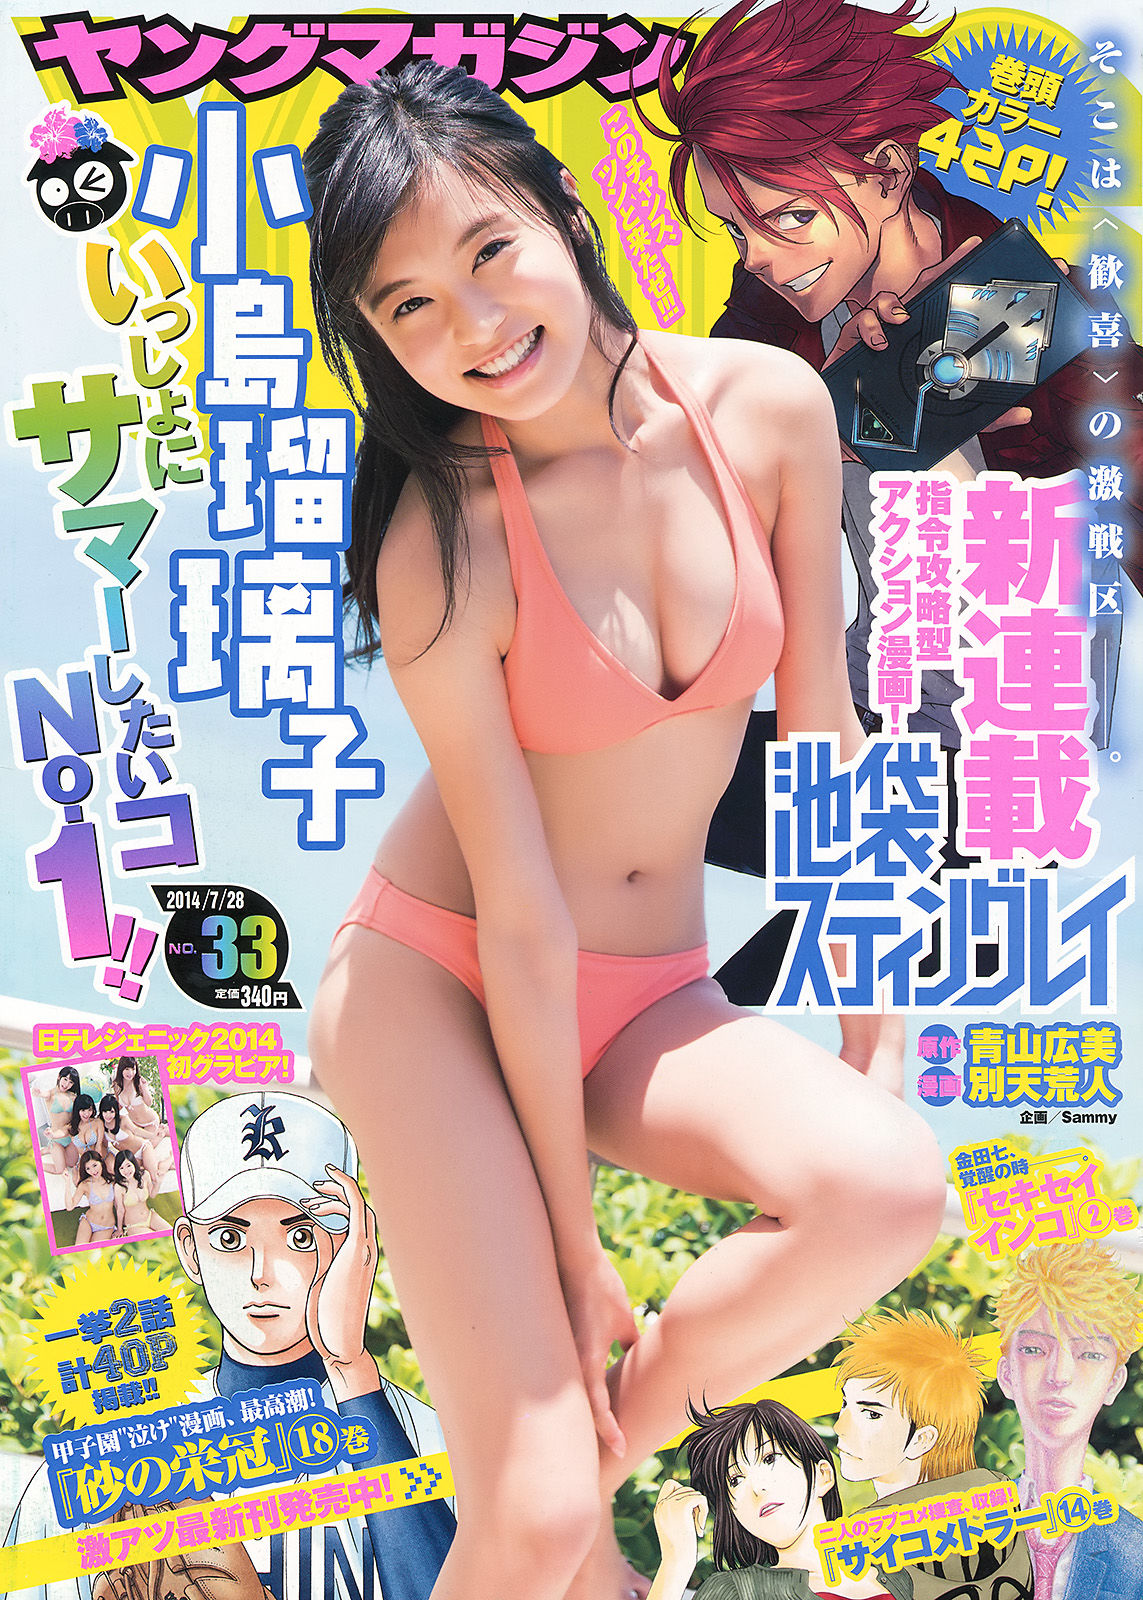 ヤングマガジン
そこは〈歓喜〉の激戦区。
巻頭
カラー
42P!
このチャンス、
ツンと来たぜ!!!
小島瑠璃子
いっしょに
サマーしたいコ
No.1!!
2014/7/28
NO.33
定価340円
新連載
指令攻略型
アクション漫画!
池袋
スティングレイ
原作 青山広美
漫画 別天荒人
企画/Sammy
日テレジェニック2014
初グラビア!
k
一挙2話
計40P
掲載!!
甲子園"泣け"漫画、最高潮!
『砂の栄冠』⑱巻
激アツ最新刊発売中!
金田七、
覚醒の時――。
『セキセイ
インコ』②巻
二人のラブコメ捜査、収録!
『サイコメトラー』⑭巻